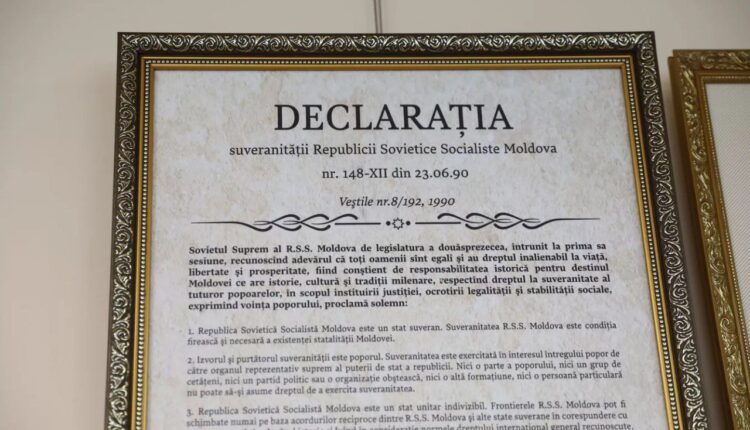 DECLARAȚIA
suveranității Republicii Sovietice Socialiste Moldova
nr. 148-XII din 23.06.90
Veștile nr.8/192, 1990
Sovietul Suprem al R.S.S. Moldova de legislatura a douăsprezecea, întrunit la prima sa
sesiune, recunoscînd adevărul că toți oamenii sînt egali și au dreptul inalienabil la viață,
libertate și prosperitate, fiind conștient de responsabilitatea istorică pentru destinul
Moldovei ce are istorie, cultură și tradiții milenare, respectînd dreptul la suveranitate al
tuturor popoarelor, în scopul instituirii justiției, ocrotirii legalității și stabilității sociale,
exprimînd voința poporului, proclamă solemn:
1. Republica Sovietică Socialistă Moldova este un stat suveran. Suveranitatea R.S.S. Moldova este condiția
firească și necesară a existenței statalității Moldovei.
2. Izvorul și purtătorul suveranității este poporul. Suveranitatea este exercitată în interesul întregului popor de
către organul reprezentativ suprem al puterii de stat a republicii. Nici o parte a poporului, nici un grup de
cetățeni, nici un partid politic sau o organizație obștească, nici o altă formațiune, nici o persoană particulară
nu poate să-și asume dreptul de a exercita suveranitatea.
3. Republica Sovietică Socialistă Moldova este un stat unitar indivizibil. Frontierele R.S.S. Moldova pot fi
schimbate numai pe baza acordurilor reciproce dintre R.S.S. Moldova și alte state suverane în corespundere cu
normele dreptului internațional general recunoscute,